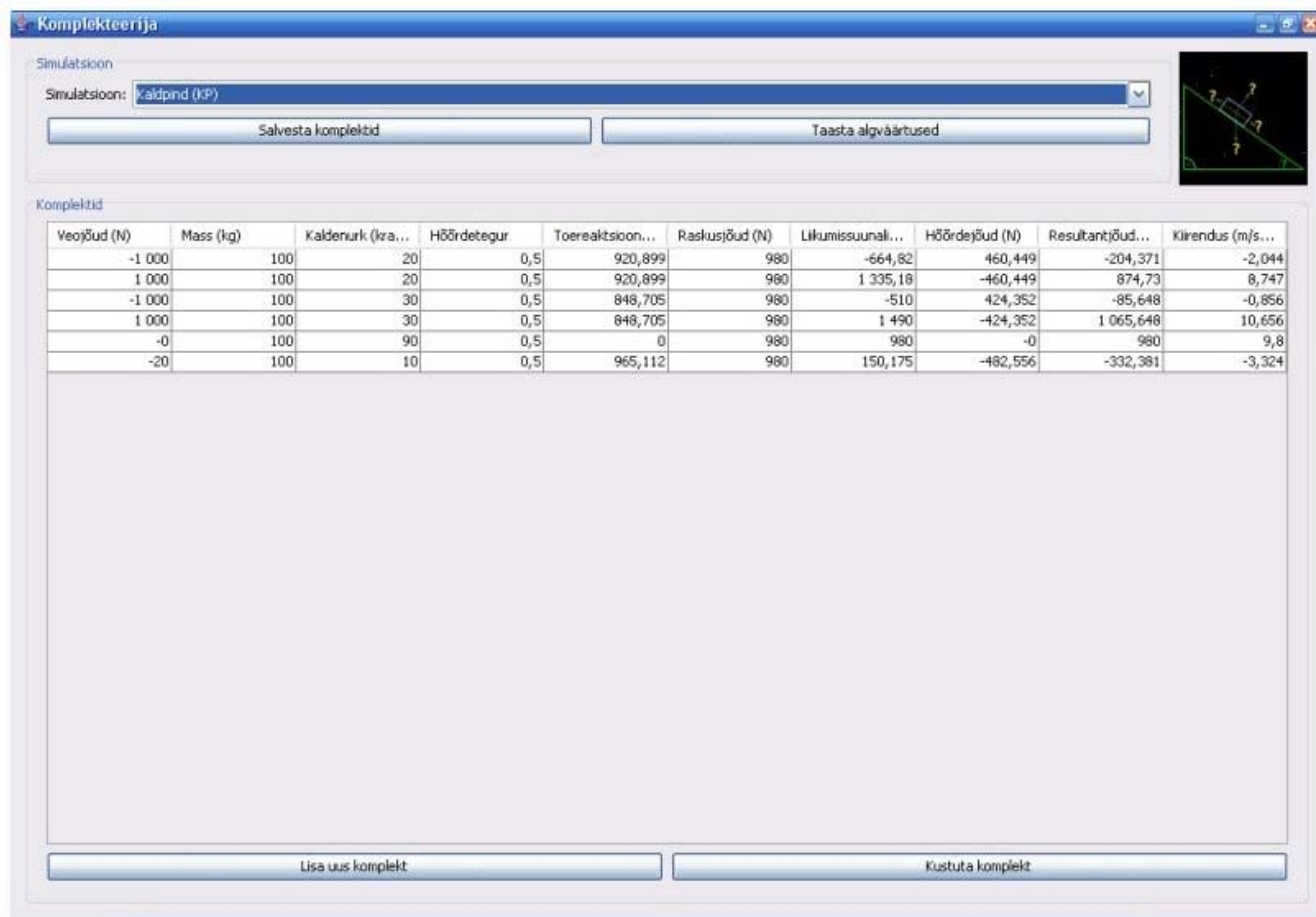 Komplekteerija
Simulatsioon
Simulatsioon: Kaldpind (KP)
Salvesta komplektid Taasta algväärtused
? ? ? ? ?
Komplektid
Veojõud (N) Mass (kg) Kaldenurk (kra... Hõõrdetegur Toereaktsioon... Raskusjõud (N) Liikumissuunali... Hõõrdejõud (N) Resultantjõud... Kiirendus (m/s...
-1 000 100 20 0,5 920,899 980 -664,82 460,449 -204,371 -2,044
1 000 100 20 0,5 920,899 980 1 335,18 -460,449 874,73 8,747
-1 000 100 30 0,5 848,705 980 -510 424,352 -85,648 -0,856
1 000 100 30 0,5 848,705 980 1 490 -424,352 1 065,648 10,656
-0 100 90 0,5 0 980 980 -0 980 9,8
-20 100 10 0,5 965,112 980 150,175 -482,556 -332,381 -3,324
Lisa uus komplekt Kustuta komplekt